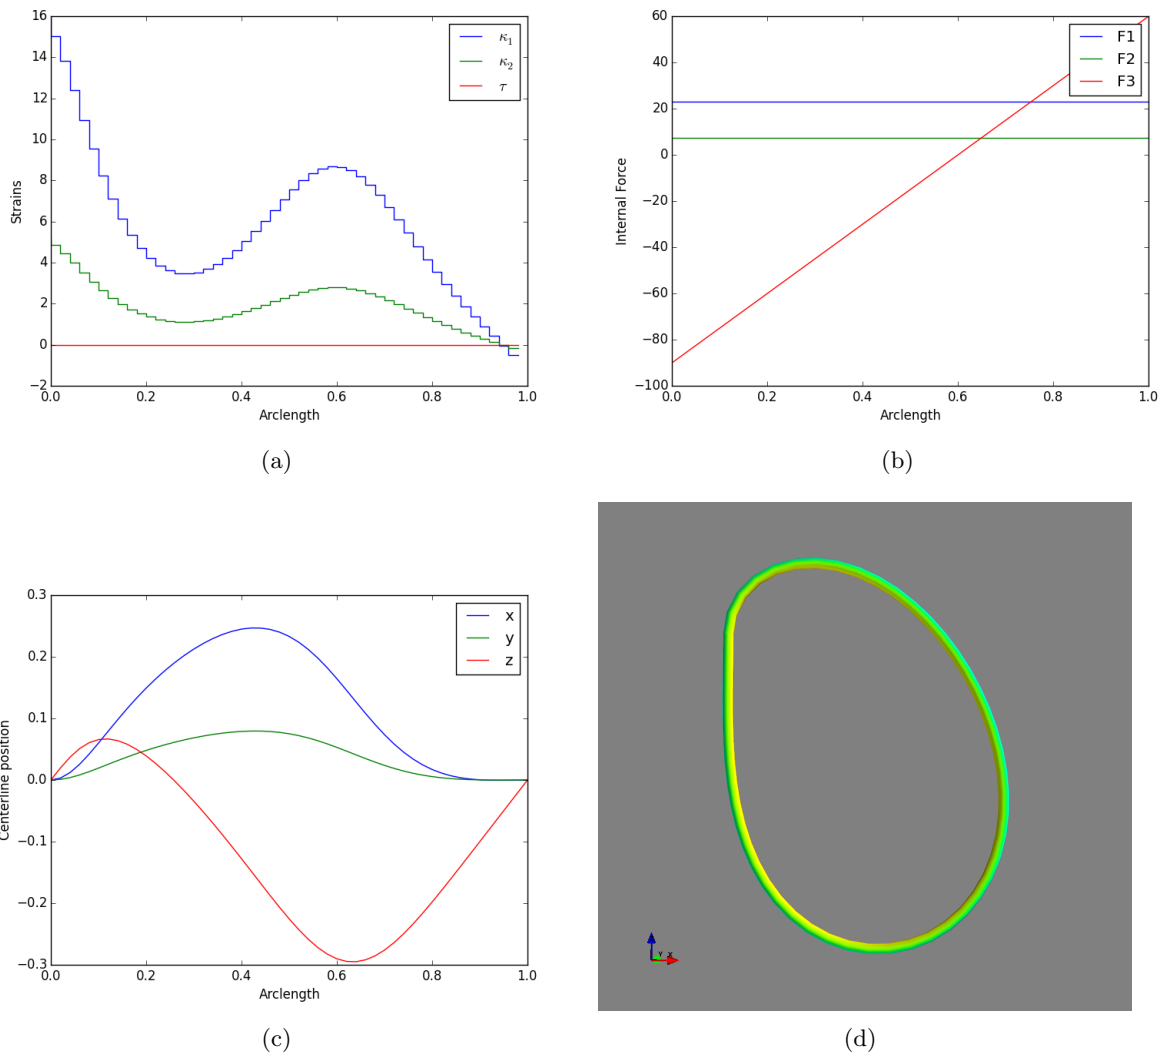 16
14
12
10
8
6
4
2
0
−2
Strains
κ₁
κ₂
τ
0.0 0.2 0.4 0.6 0.8 1.0
Arclength
(a)
60
40
20
0
−20
−40
−60
−80
−100
Internal Force
F1
F2
F3
0.0 0.2 0.4 0.6 0.8 1.0
Arclength
(b)
0.3
0.2
0.1
0.0
−0.1
−0.2
−0.3
Centerline position
x
y
z
0.0 0.2 0.4 0.6 0.8 1.0
Arclength
(c)
Y X
(d)